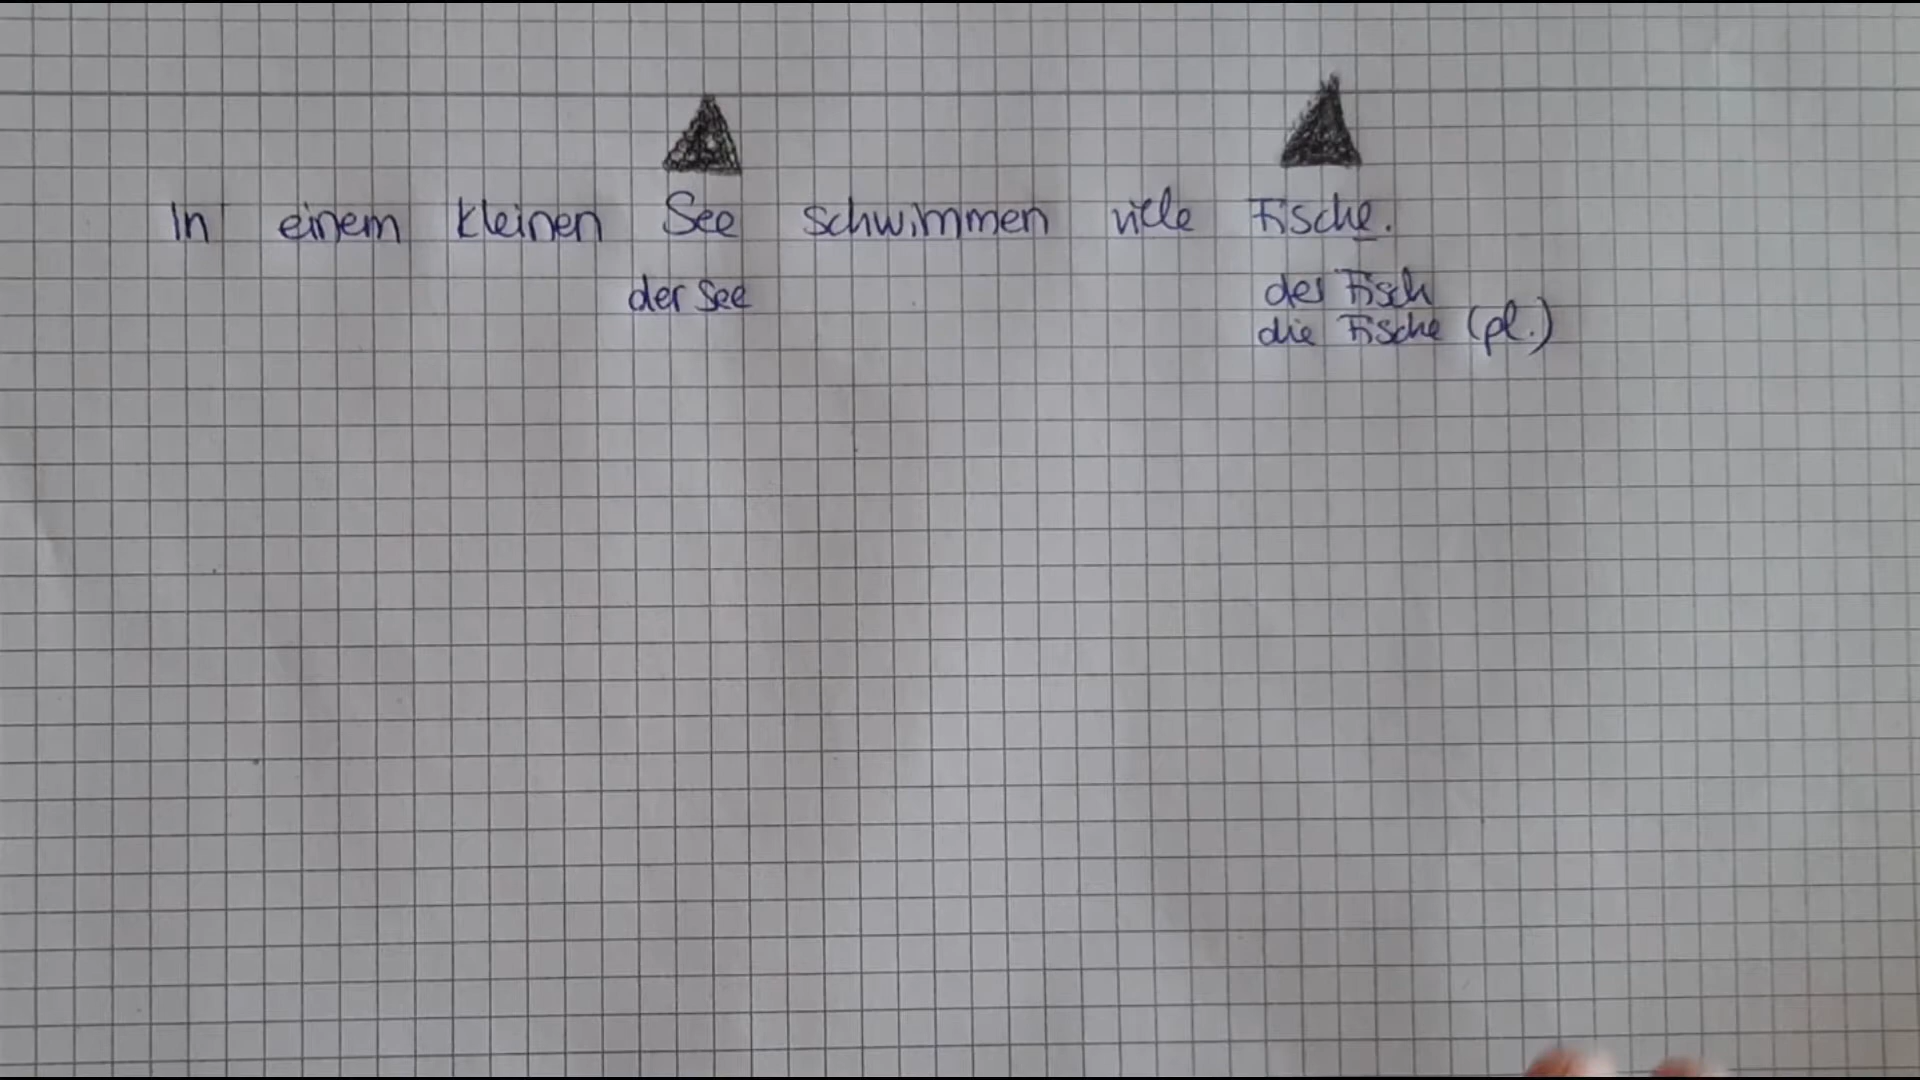 In einem kleinen See schwimmen viele Fische.
der See
der Fisch
die Fische (pl.)